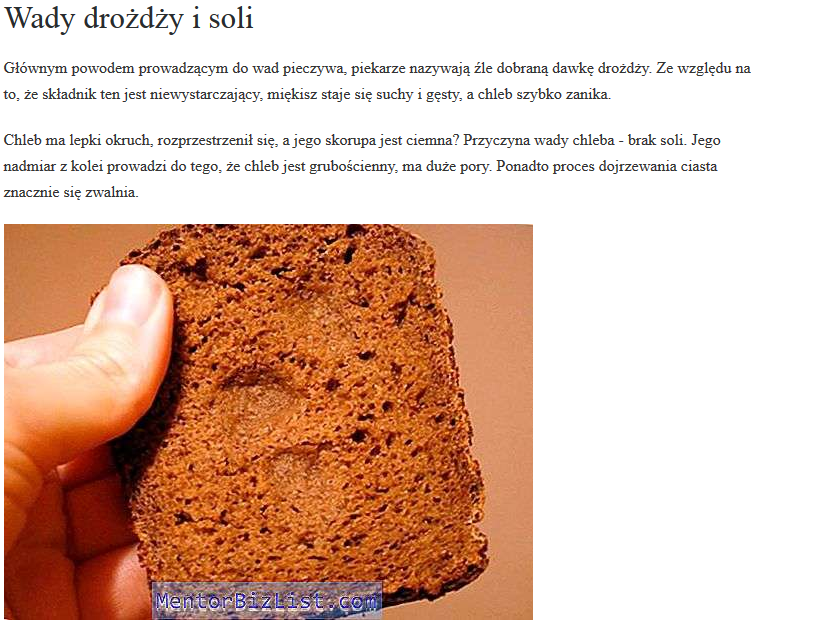 Wady drożdży i soli
Głównym powodem prowadzącym do wad pieczywa, piekarze nazywają źle dobraną dawkę drożdży. Ze względu na
to, że składnik ten jest niewystarczający, miękisz staje się suchy i gęsty, a chleb szybko zanika.
Chleb ma lepki okruch, rozprzestrzenił się, a jego skorupa jest ciemna? Przyczyna wady chleba - brak soli. Jego
nadmiar z kolei prowadzi do tego, że chleb jest grubościenny, ma duże pory. Ponadto proces dojrzewania ciasta
znacznie się zwalnia.
MentorBizList.com